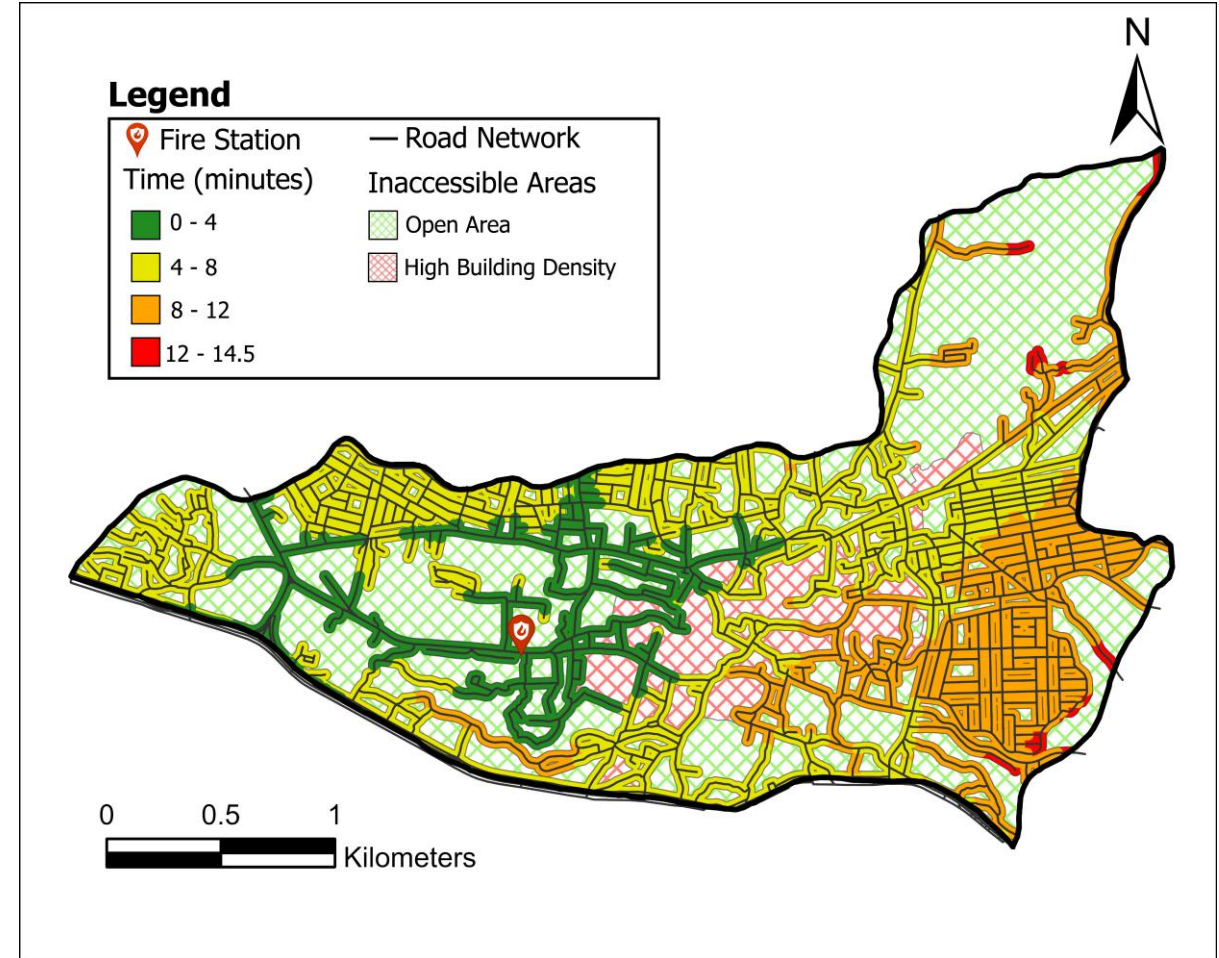 N
Legend
Fire Station
Road Network
Time (minutes)
Inaccessible Areas
0 - 4
Open Area
4 - 8
High Building Density
8 - 12
12 - 14.5
0 0.5 1
Kilometers